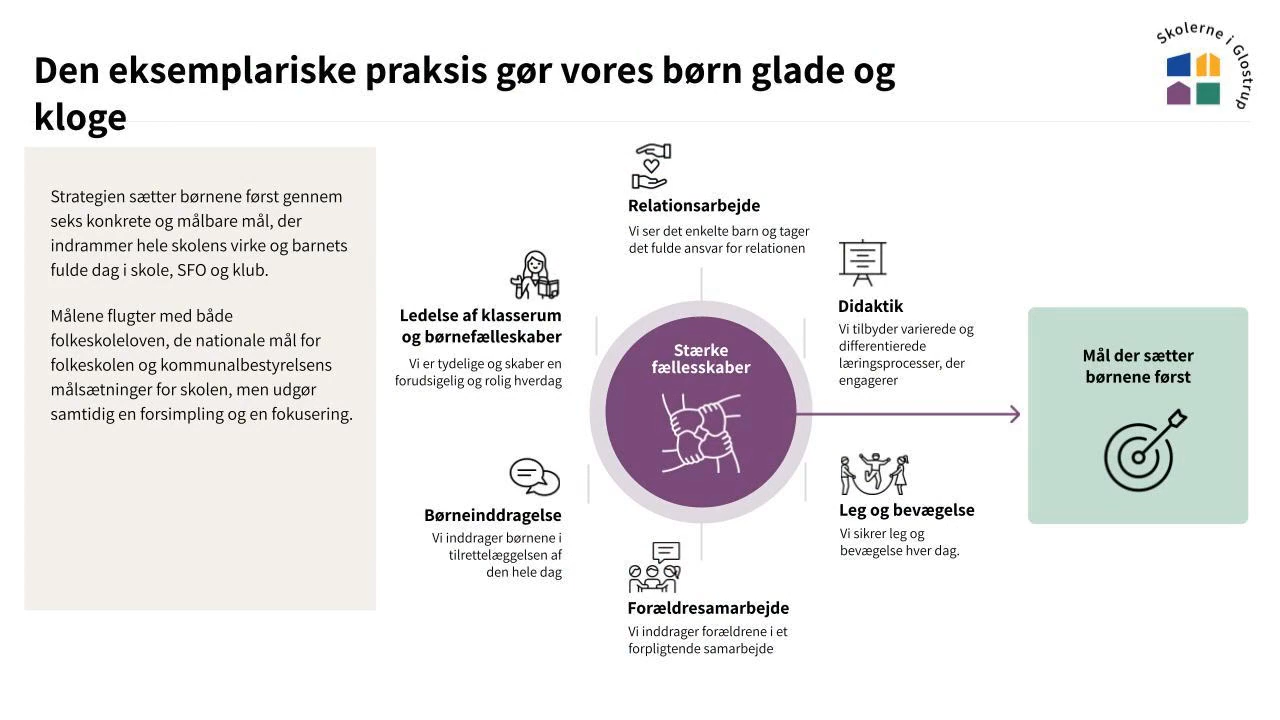 Skolerne i Glostrup
Den eksemplariske praksis gør vores børn glade og
kloge
Strategien sætter børnene først gennem
seks konkrete og målbare mål, der
indrammer hele skolens virke og barnets
fulde dag i skole, SFO og klub.
Målene flugter med både
folkeskoleloven, de nationale mål for
folkeskolen og kommunalbestyrelsens
målsætninger for skolen, men udgør
samtidig en forsimpling og en fokusering.
Relationsarbejde
Vi ser det enkelte barn og tager
det fulde ansvar for relationen
Ledelse af klasserum
og børnefælleskaber
Vi er tydelige og skaber en
forudsigelig og rolig hverdag
Didaktik
Vi tilbyder varierede og
differentierede
læringsprocesser, der
engagerer
Stærke
fællesskaber
Mål der sætter
børnene først
Børneinddragelse
Vi inddrager børnene i
tilrettelæggelsen af
den hele dag
Leg og bevægelse
Vi sikrer leg og
bevægelse hver dag.
Forældresamarbejde
Vi inddrager forældrene i et
forpligtende samarbejde